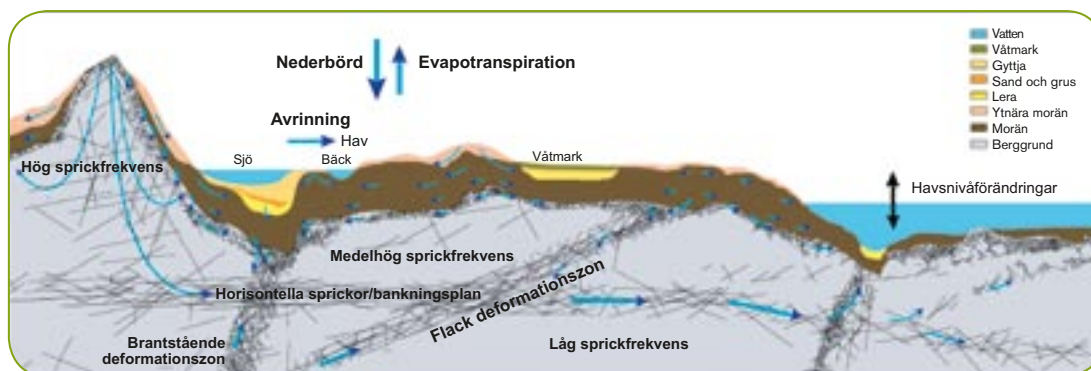 Nederbörd
Evapotranspiration
Avrinning
Hav
Sjö
Bäck
Våtmark
Havsnivåförändringar
Hög sprickfrekvens
Medelhög sprickfrekvens
Horisontella sprickor/bankningsplan
Flack deformationszon
Brantstående
deformationszon
Låg sprickfrekvens
Vatten
Våtmark
Gyttja
Sand och grus
Lera
Ytnära morän
Morän
Berggrund